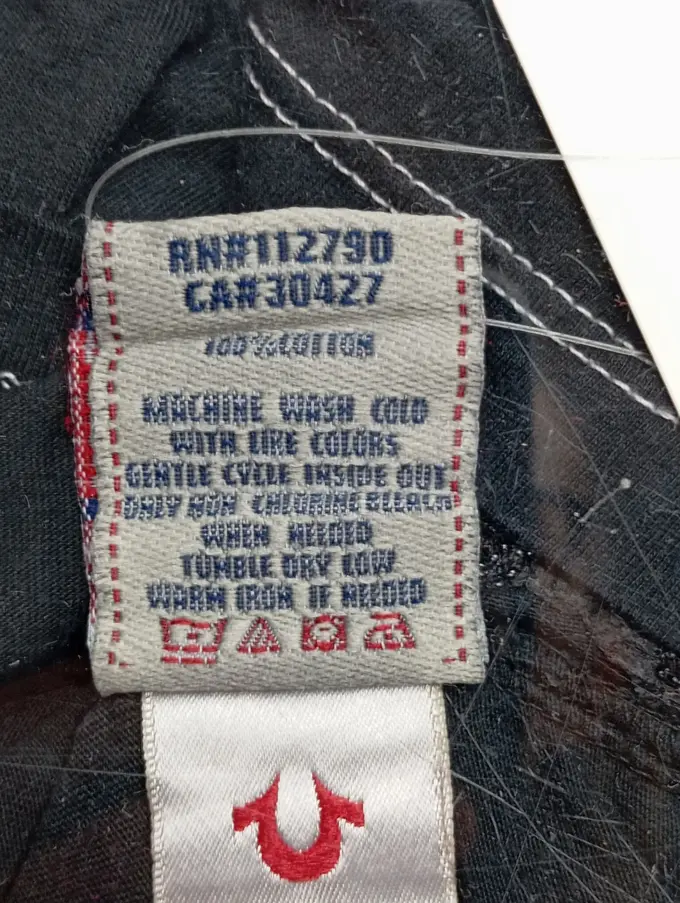 RN#112790
CA#30427
100%COTTON
MACHINE WASH COLD
WITH LIKE COLORS
GENTLE CYCLE INSIDE OUT
ONLY NON-CHLORINE BLEACH
WHEN NEEDED
TUMBLE DRY LOW
WARM IRON IF NEEDED